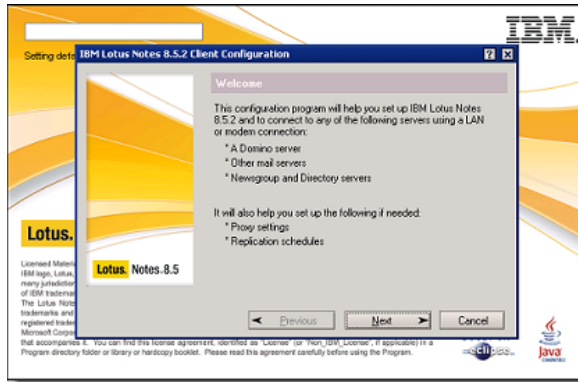 IBM.
Setting deta
IBM Lotus Notes 8.5.2 Client Configuration
Welcome
This configuration program will help you set up IBM Lotus Notes
8.5.2 and to connect to any of the following servers using a LAN
or modem connection:
* A Domino server
* Other mail servers
* Newsgroup and Directory servers
It will also help you set up the following if needed:
* Proxy settings
* Replication schedules
Lotus. Notes.8.5
Previous
Next
Cancel
Lotus.
Licensed Materi
IBM logo, Lotus,
many jurisdiction
of IBM trademar
The Lotus Note
trademarks and
registered trade
Microsoft Corpo
that accompanies it. You can find this license agreement, identified as "License" (or "Non_IBM_License", if applicable) in a
Program directory folder or library or hardcopy booklet. Please read this agreement carefully before using the Program.
eclipse
Java
COMPATIBLE